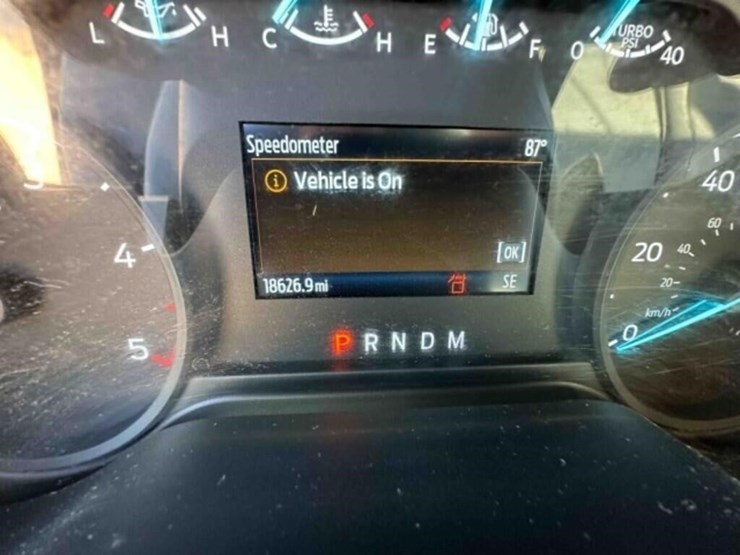 L H C H E F 0 TURBO PSI 40
Speedometer 87°
Vehicle is On
[OK]
18626.9 mi SE
P R N D M
3
4
5
40
60
20 40
20
km/h
0